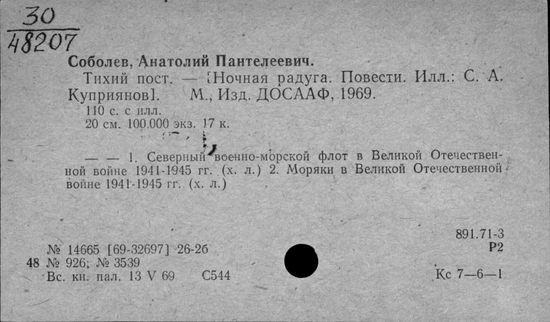 30
48207
Соболев, Анатолий Пантелеевич.
Тихий пост. — [Ночная радуга. Повести. Илл.: С. А.
Куприянов]. М., Изд. ДОСААФ, 1969.
110 с. с илл.
20 см. 100.000 экз. 17 к.
— — 1. Северный военно-морской флот в Великой Отечествен-
ной войне 1941-1945 гг. (х. л.) 2. Моряки в Великой Отечественной
войне 1941-1945 гг. (х. л.)
891.71-3
№ 14665 [69-32697] 26-2б Р2
48 № 926; № 3539
Вс. кн. пал. 13 V 69 С544 Кс 7—6—1